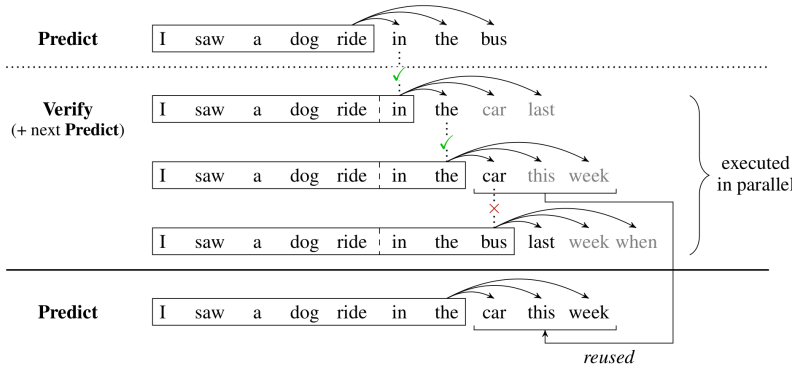 Predict I saw a dog ride in the bus
Verify I saw a dog ride in the car last
(+ next Predict)
I saw a dog ride in the car this week
executed
in parallel
I saw a dog ride in the bus last week when
Predict I saw a dog ride in the car this week
reused